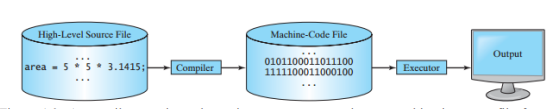 High-Level Source File
...
area = 5 * 5 * 3.1415;
...
Compiler
Machine-Code File
...
0101100011011100
1111100011000100
...
Executor
Output